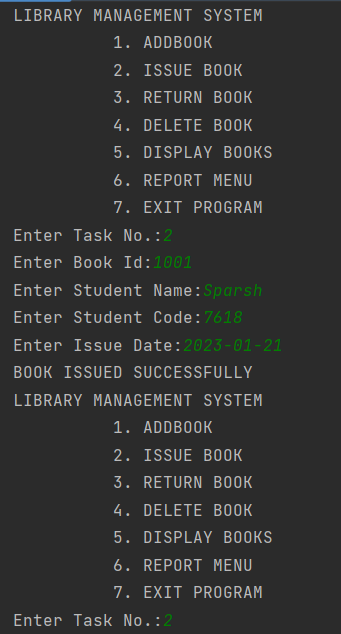 LIBRARY MANAGEMENT SYSTEM
1. ADDBOOK
2. ISSUE BOOK
3. RETURN BOOK
4. DELETE BOOK
5. DISPLAY BOOKS
6. REPORT MENU
7. EXIT PROGRAM
Enter Task No.:2
Enter Book Id:1001
Enter Student Name:Sparsh
Enter Student Code:7618
Enter Issue Date:2023-01-21
BOOK ISSUED SUCCESSFULLY
LIBRARY MANAGEMENT SYSTEM
1. ADDBOOK
2. ISSUE BOOK
3. RETURN BOOK
4. DELETE BOOK
5. DISPLAY BOOKS
6. REPORT MENU
7. EXIT PROGRAM
Enter Task No.:2